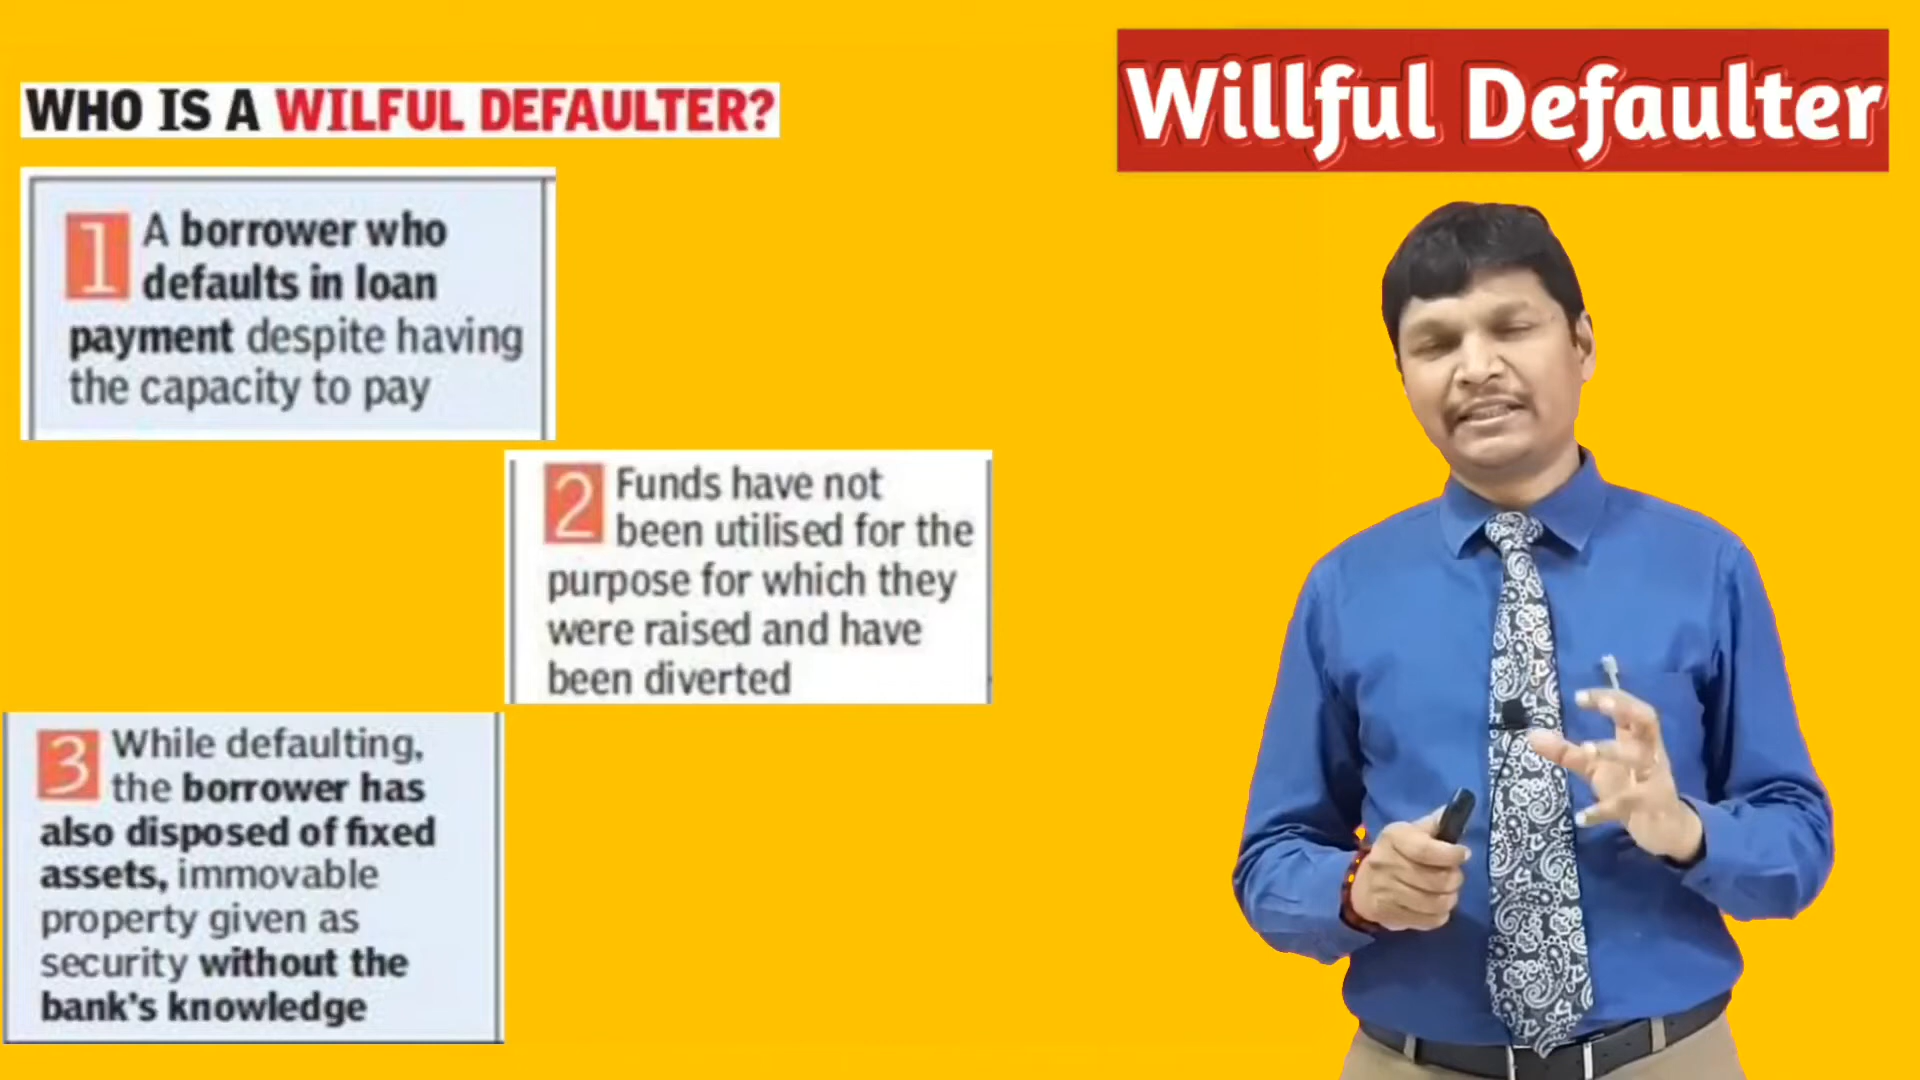 WHO IS A WILFUL DEFAULTER?
Willful Defaulter
1 A borrower who
defaults in loan
payment despite having
the capacity to pay
2 Funds have not
been utilised for the
purpose for which they
were raised and have
been diverted
3 While defaulting,
the borrower has
also disposed of fixed
assets, immovable
property given as
security without the
bank's knowledge